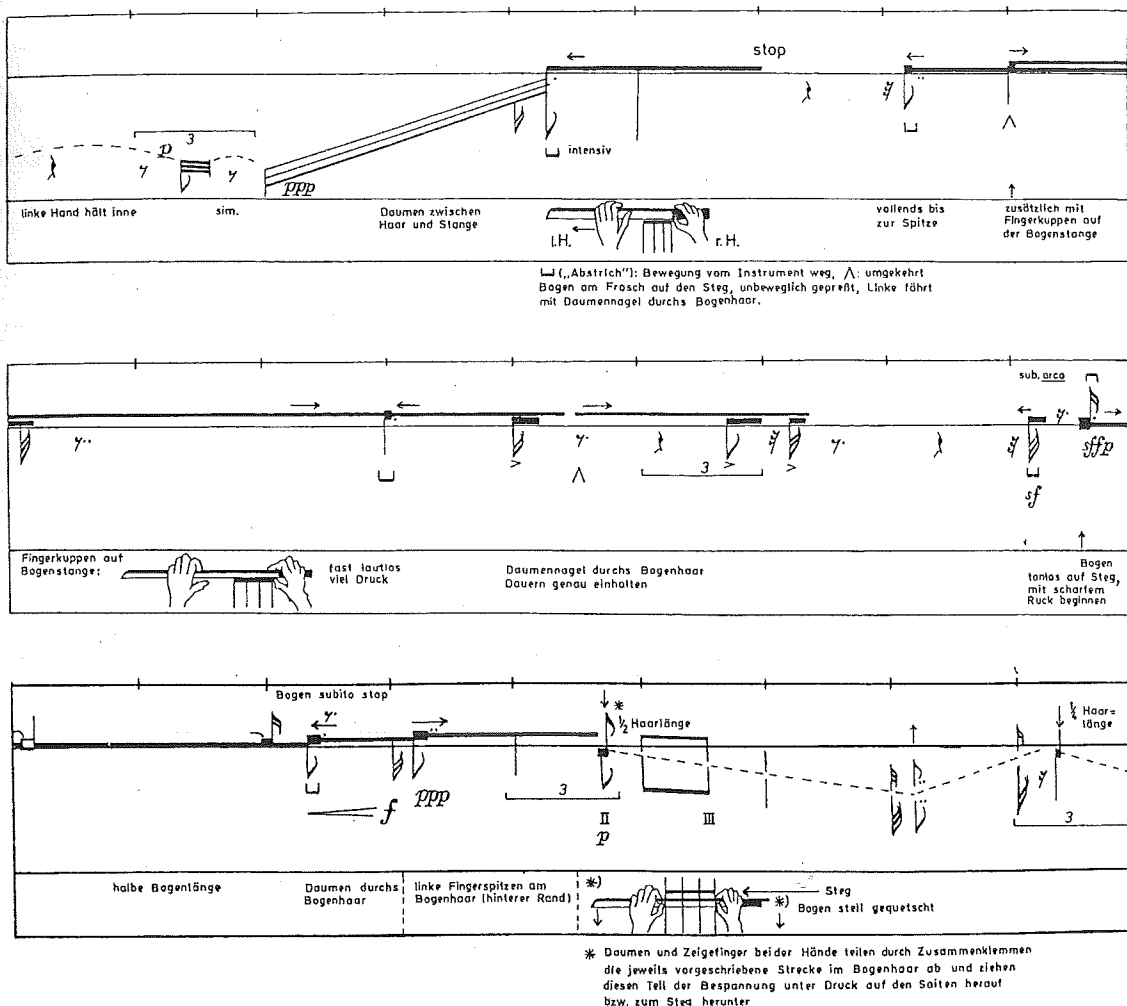 stop
3
p
ppp
intensiv
linke Hand hält inne
sim.
Daumen zwischen
Haar und Stange
l.H.
r.H.
vollends bis
zur Spitze
zusätzlich mit
Fingerkuppen auf
der Bogenstange
(„Abstrich"): Bewegung vom Instrument weg, Λ: umgekehrt
Bogen am Frosch auf den Steg, unbeweglich gepreßt, Linke fährt
mit Daumennagel durchs Bogenhaar.
sub. arco
3
sffp
sf
Fingerkuppen auf
Bogenstange:
fast lautlos
viel Druck
Daumennagel durchs Bogenhaar
Dauern genau einhalten
Bogen
tonlos auf Steg,
mit scharfem
Ruck beginnen
Bogen subito stop
*
1/2 Haarlänge
1/4 Haar=
länge
f
ppp
3
II
p
III
3
halbe Bogenlänge
Daumen durchs
Bogenhaar
linke Fingerspitzen am
Bogenhaar (hinterer Rand)
*)
Steg
*)
Bogen steil gequetscht
* Daumen und Zeigefinger beider Hände teilen durch Zusammenklemmen
die jeweils vorgeschriebene Strecke im Bogenhaar ab und ziehen
diesen Teil der Bespannung unter Druck auf den Saiten herauf
bzw. zum Steg herunter